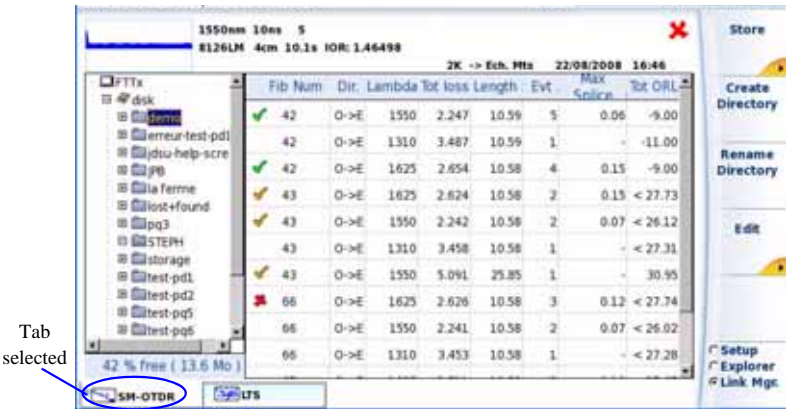 1550nm 10ns 5
8126LM 4cm 10.1s IOR: 1.46498
2K -> Ech. Mts 22/08/2008 16:46
FTTx
disk
demo
erreur-test-pd1
jdsu-help-scre
JPB
la ferme
lost+found
pq3
STEPH
storage
test-pd1
test-pd2
test-pq5
test-pq6
42 % free ( 13.6 Mo )
Fib Num Dir. Lambda Tot loss Length Evt Max Splice Tot ORL
42 O->E 1550 2.247 10.59 5 0.06 -9.00
42 O->E 1310 3.487 10.59 1 - -11.00
42 O->E 1625 2.654 10.58 4 0.15 -9.00
43 O->E 1625 2.624 10.58 2 0.15 < 27.73
43 O->E 1550 2.242 10.58 2 0.07 < 26.12
43 O->E 1310 3.458 10.58 1 - < 27.31
43 O->E 1550 5.091 25.85 1 - 30.95
66 O->E 1625 2.626 10.58 3 0.12 < 27.74
66 O->E 1550 2.241 10.58 2 0.07 < 26.02
66 O->E 1310 3.453 10.58 1 - < 27.28
Store
Create
Directory
Rename
Directory
Edit
Setup
Explorer
Link Mgr.
Tab
selected
SM-OTDR
LTS